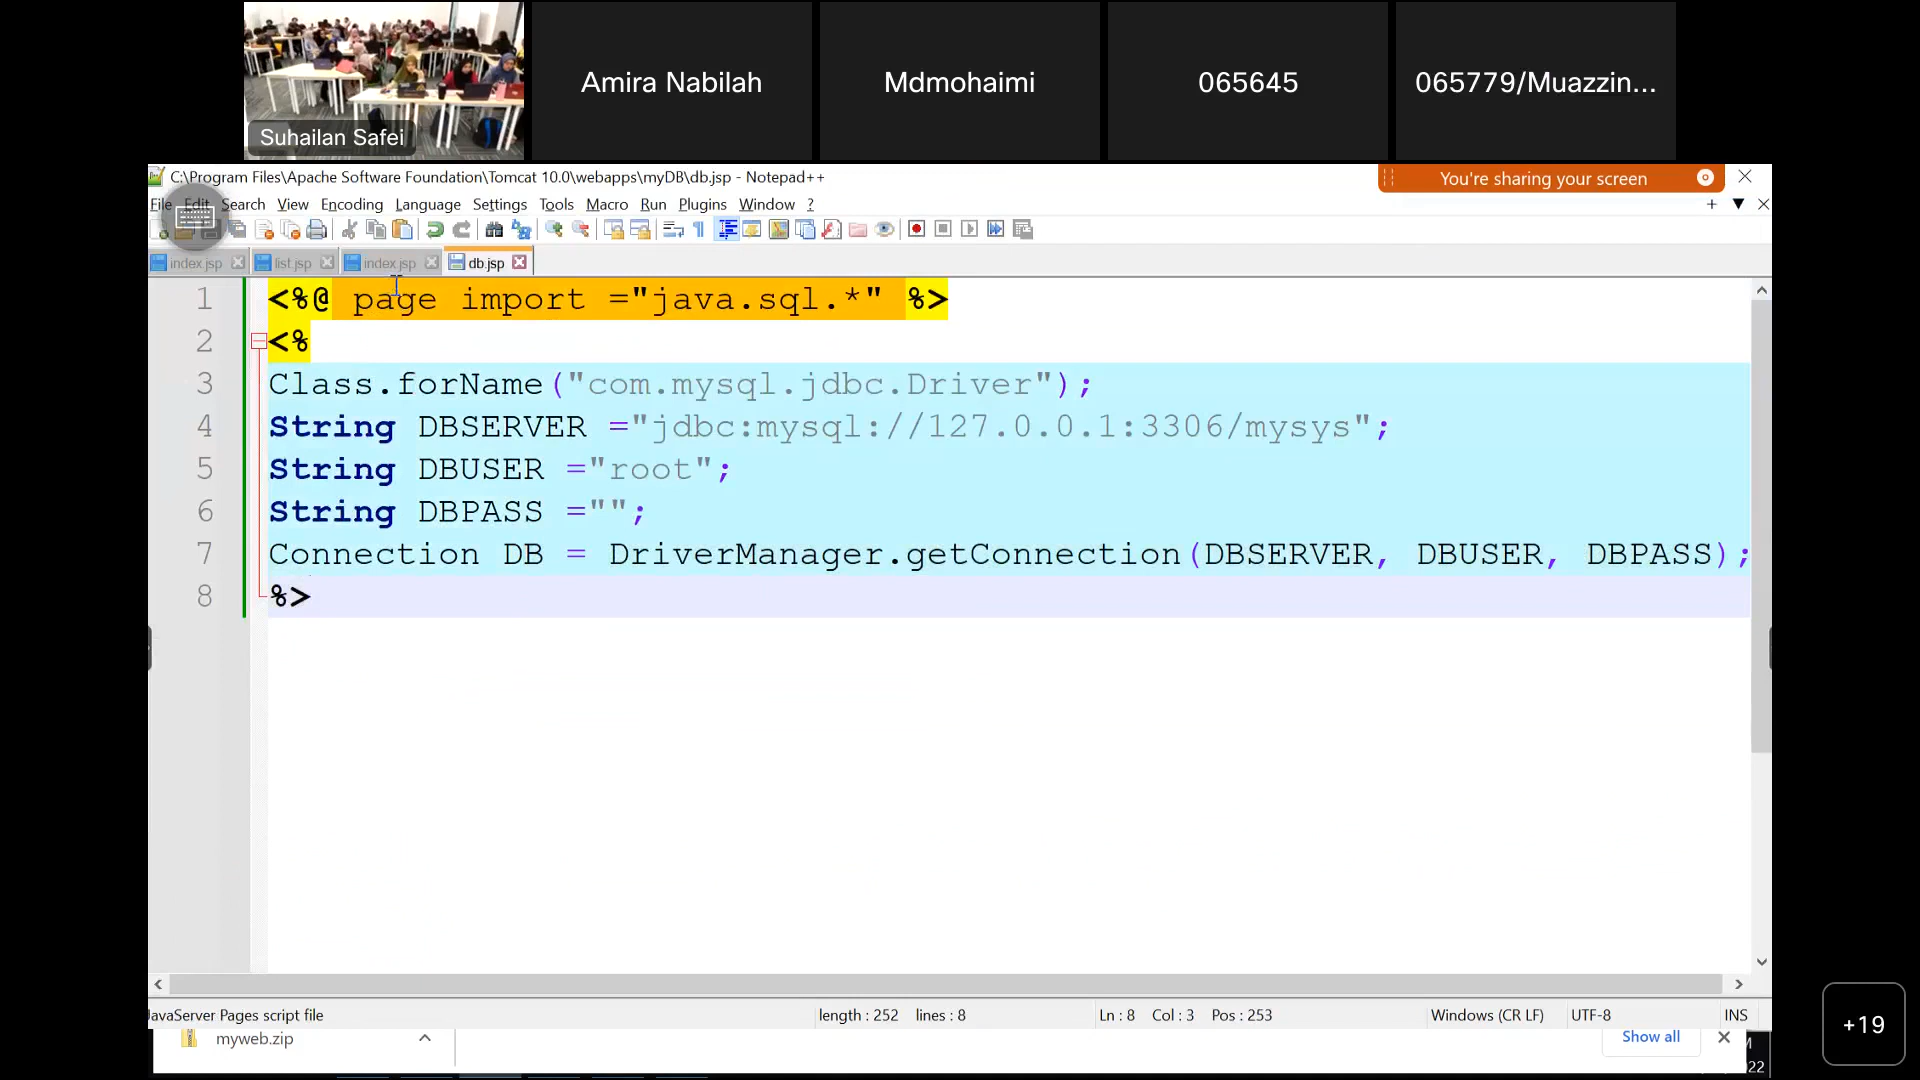 Amira Nabilah
Mdmohaimi
065645
065779/Muazzin...
Suhailan Safei
C:\Program Files\Apache Software Foundation\Tomcat 10.0\webapps\myDB\db.jsp - Notepad++
You're sharing your screen
File Edit Search View Encoding Language Settings Tools Macro Run Plugins Window ?
index.jsp list.jsp index.jsp db.jsp
1 <%@ page import ="java.sql.*" %>
2 <%
3 Class.forName("com.mysql.jdbc.Driver");
4 String DBSERVER ="jdbc:mysql://127.0.0.1:3306/mysys";
5 String DBUSER ="root";
6 String DBPASS ="";
7 Connection DB = DriverManager.getConnection(DBSERVER, DBUSER, DBPASS);
8 %>
JavaServer Pages script file length : 252 lines : 8 Ln : 8 Col : 3 Pos : 253 Windows (CR LF) UTF-8 INS
myweb.zip
Show all
+19